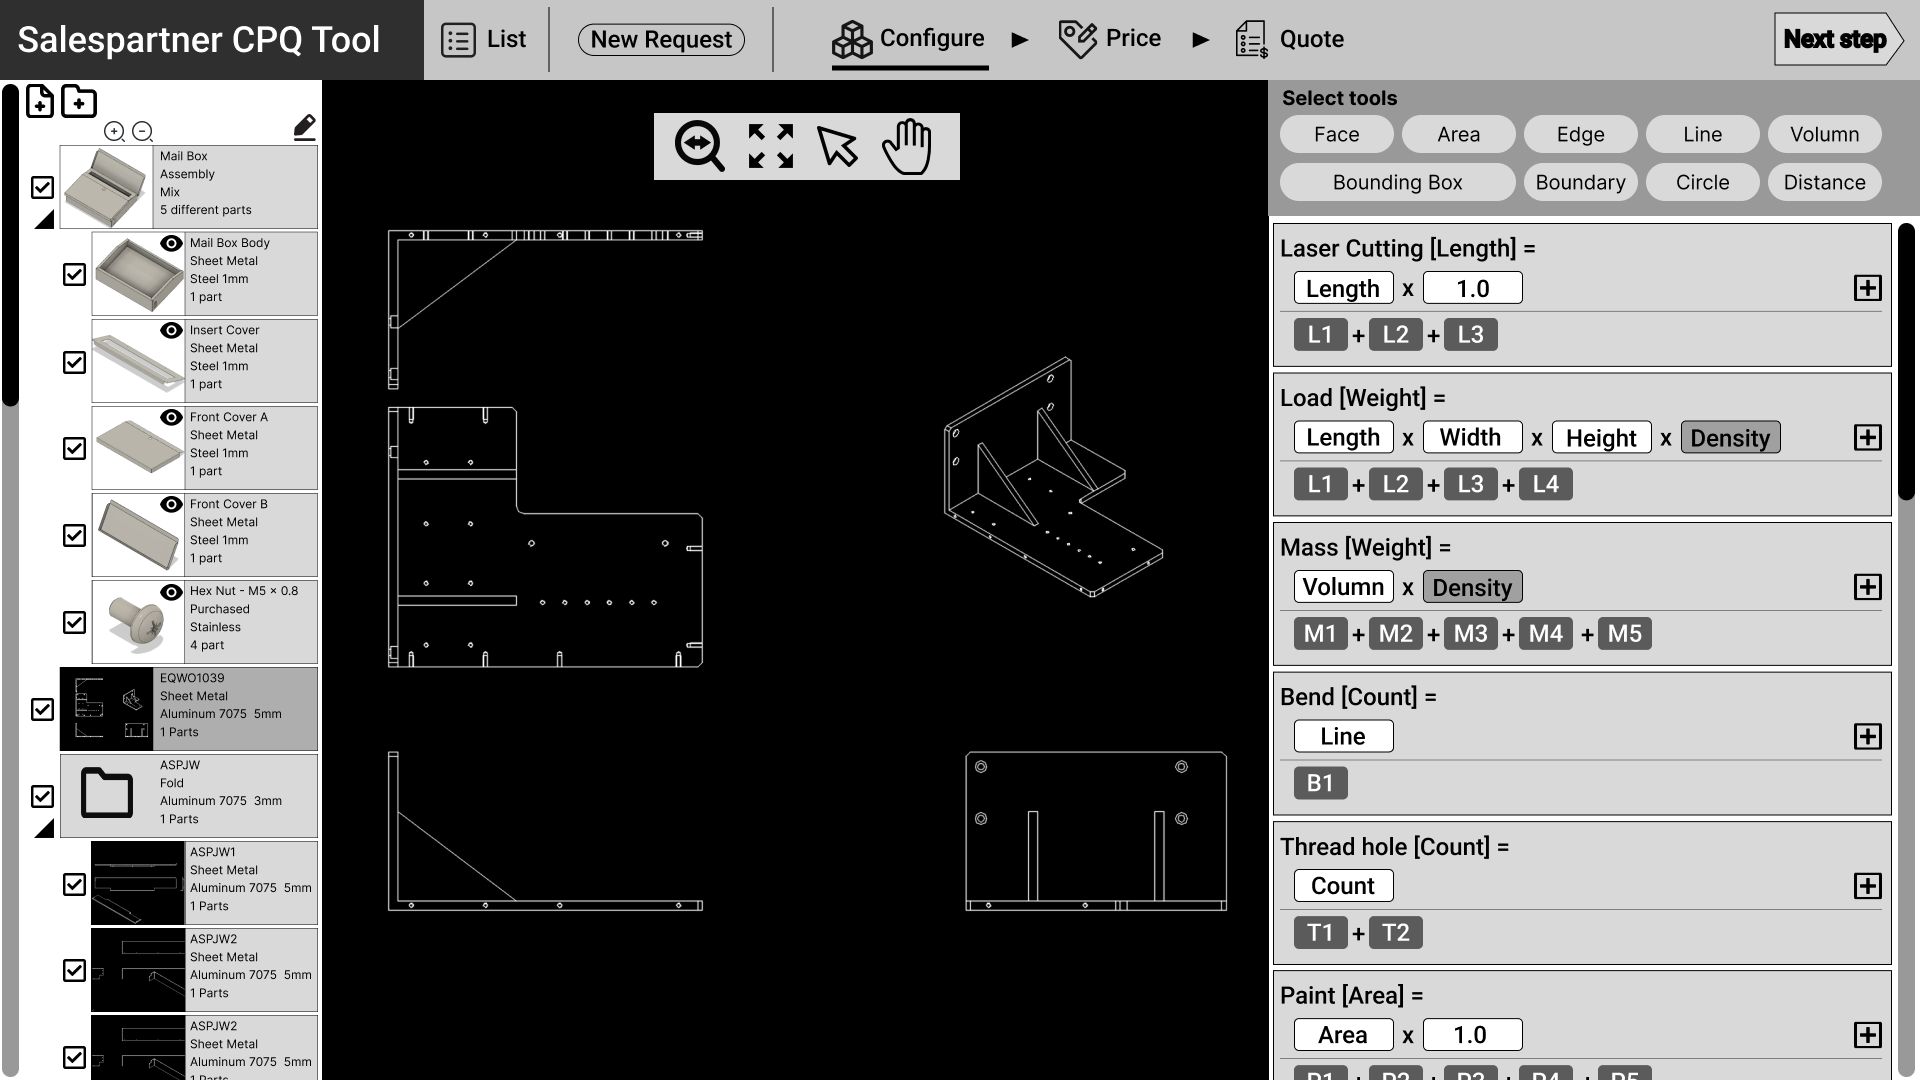 Salespartner CPQ Tool
List
New Request
Configure
Price
Quote
Next step
Mail Box
Assembly
Mix
5 different parts
Mail Box Body
Sheet Metal
Steel 1mm
1 part
Insert Cover
Sheet Metal
Steel 1mm
1 part
Front Cover A
Sheet Metal
Steel 1mm
1 part
Front Cover B
Sheet Metal
Steel 1mm
1 part
Hex Nut - M5 × 0.8
Purchased
Stainless
4 part
EQWO1039
Sheet Metal
Aluminum 7075 5mm
1 Parts
ASPJW
Fold
Aluminum 7075 3mm
1 Parts
ASPJW1
Sheet Metal
Aluminum 7075 5mm
1 Parts
ASPJW2
Sheet Metal
Aluminum 7075 5mm
1 Parts
ASPJW2
Sheet Metal
Aluminum 7075 5mm
1 Parts
Select tools
Face Area Edge Line Volumn
Bounding Box Boundary Circle Distance
Laser Cutting [Length] =
Length x 1.0
L1 + L2 + L3
Load [Weight] =
Length x Width x Height x Density
L1 + L2 + L3 + L4
Mass [Weight] =
Volumn x Density
M1 + M2 + M3 + M4 + M5
Bend [Count] =
Line
B1
Thread hole [Count] =
Count
T1 + T2
Paint [Area] =
Area x 1.0